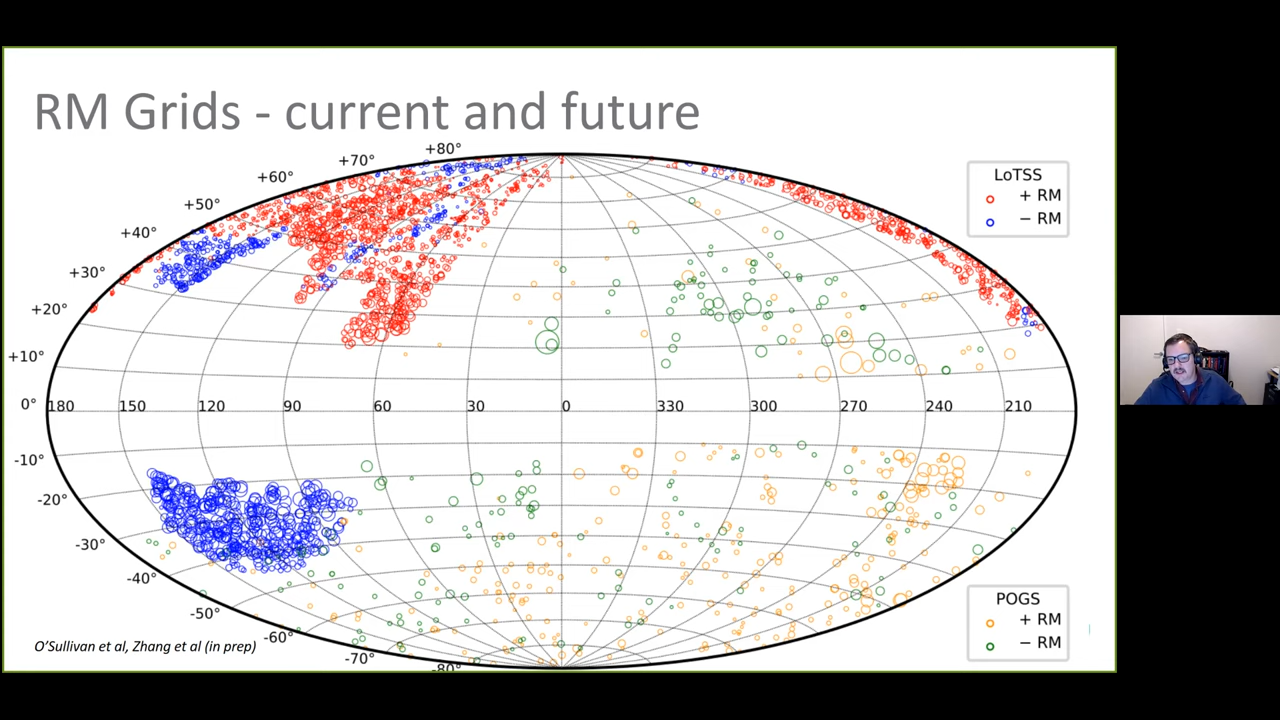 RM Grids - current and future
+80°
+70°
+60°
+50°
+40°
+30°
+20°
+10°
0°
180 150 120 90 60 30 0 330 300 270 240 210
-10°
-20°
-30°
-40°
-50°
-60°
-70°
-80°
LoTSS
+ RM
− RM
POGS
+ RM
− RM
O'Sullivan et al, Zhang et al (in prep)